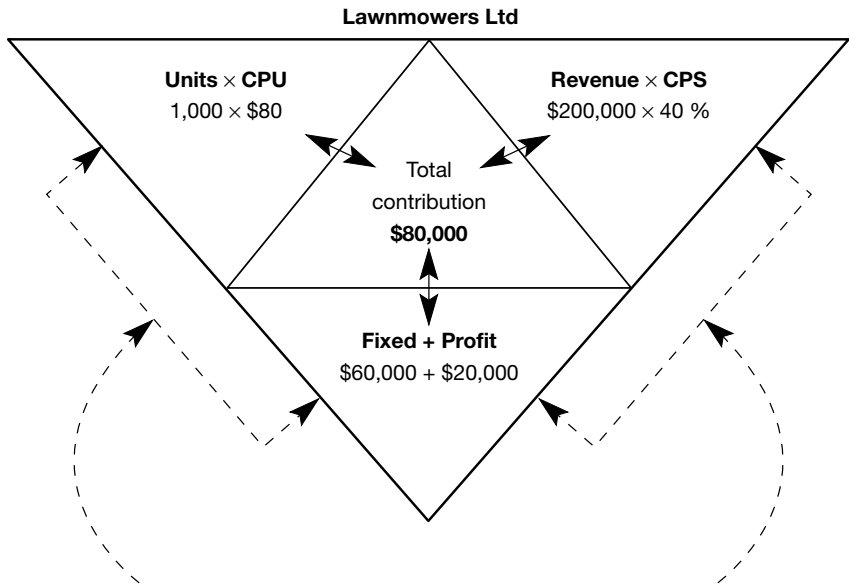 Lawnmowers Ltd
Units × CPU
1,000 × $80
Revenue × CPS
$200,000 × 40 %
Total
contribution
$80,000
Fixed + Profit
$60,000 + $20,000